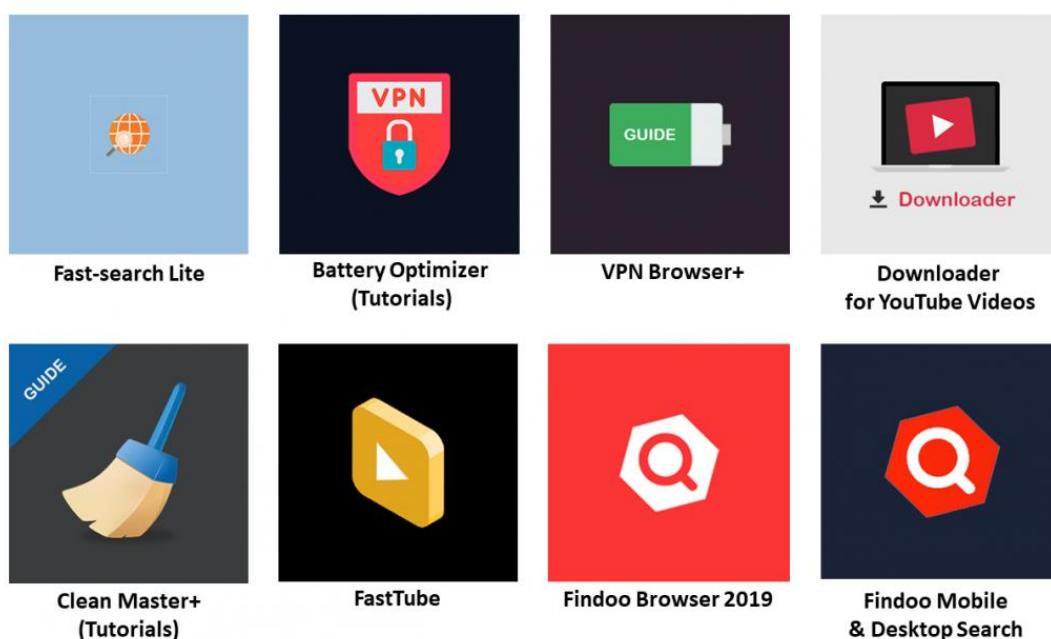 VPN
GUIDE
Downloader
Fast-search Lite
Battery Optimizer
(Tutorials)
VPN Browser+
Downloader
for YouTube Videos
GUIDE
Clean Master+
(Tutorials)
FastTube
Findoo Browser 2019
Findoo Mobile
& Desktop Search